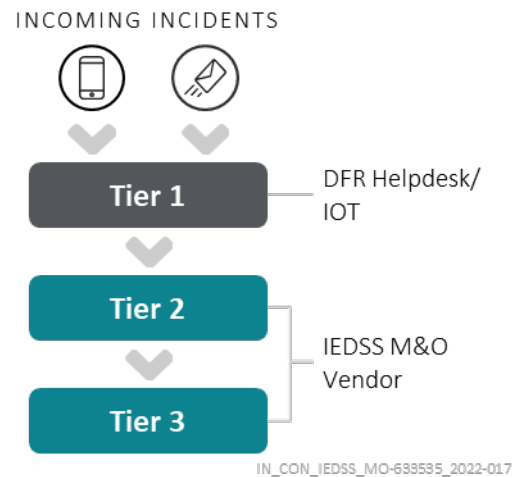 INCOMING INCIDENTS
Tier 1
DFR Helpdesk/
IOT
Tier 2
IEDSS M&O
Vendor
Tier 3
IN_CON_IEDSS_MO-633535_2022-017